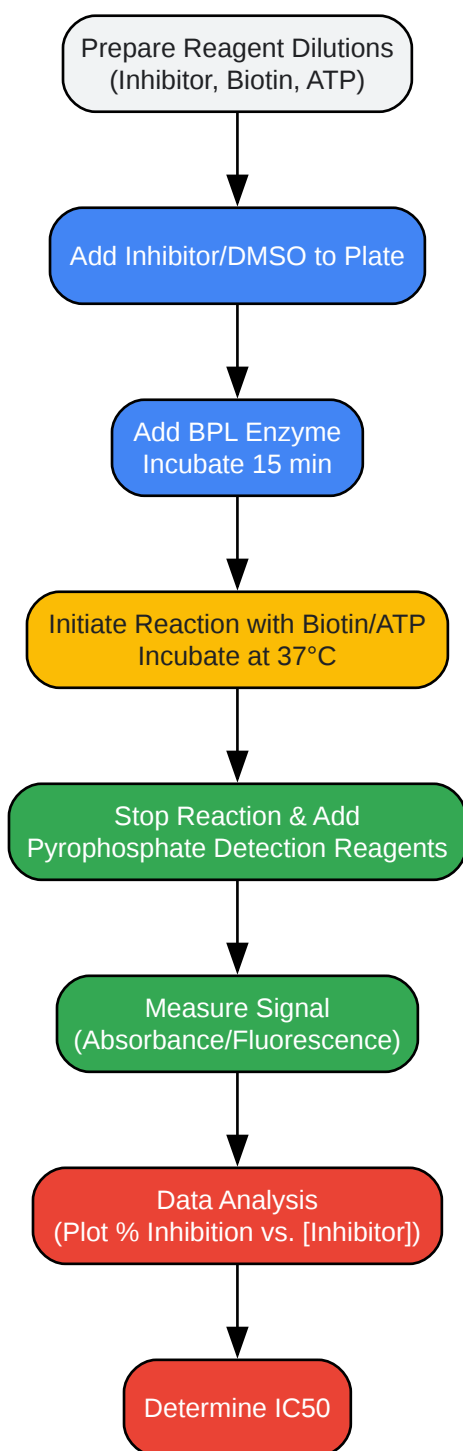 Prepare Reagent Dilutions
(Inhibitor, Biotin, ATP)
Add Inhibitor/DMSO to Plate
Add BPL Enzyme
Incubate 15 min
Initiate Reaction with Biotin/ATP
Incubate at 37°C
Stop Reaction & Add
Pyrophosphate Detection Reagents
Measure Signal
(Absorbance/Fluorescence)
Data Analysis
(Plot % Inhibition vs. [Inhibitor])
Determine IC50